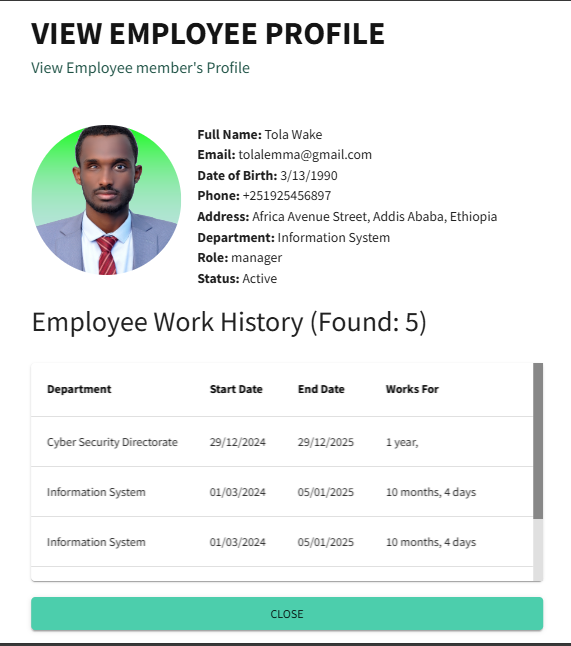 VIEW EMPLOYEE PROFILE
View Employee member's Profile
Full Name: Tola Wake
Email: tolalemma@gmail.com
Date of Birth: 3/13/1990
Phone: +251925456897
Address: Africa Avenue Street, Addis Ababa, Ethiopia
Department: Information System
Role: manager
Status: Active
Employee Work History (Found: 5)
Department Start Date End Date Works For
Cyber Security Directorate 29/12/2024 29/12/2025 1 year,
Information System 01/03/2024 05/01/2025 10 months, 4 days
Information System 01/03/2024 05/01/2025 10 months, 4 days
CLOSE